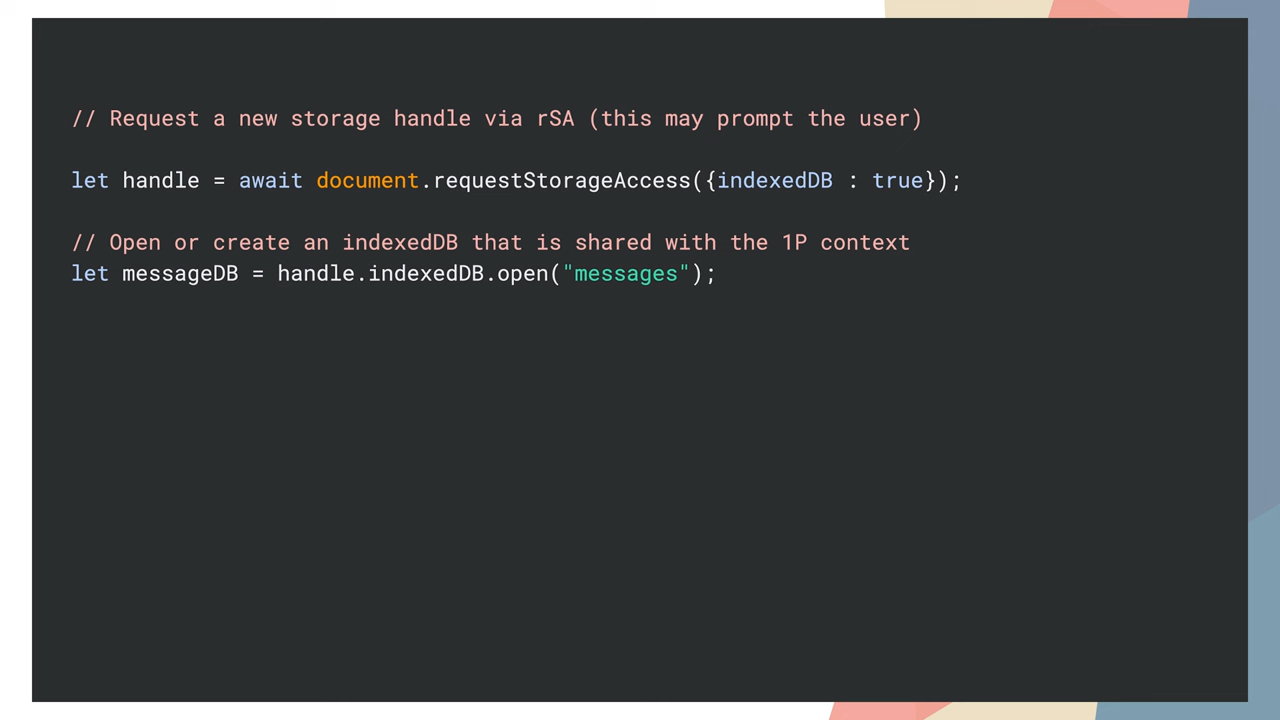 // Request a new storage handle via rSA (this may prompt the user)
let handle = await document.requestStorageAccess({indexedDB : true});
// Open or create an indexedDB that is shared with the 1P context
let messageDB = handle.indexedDB.open("messages");